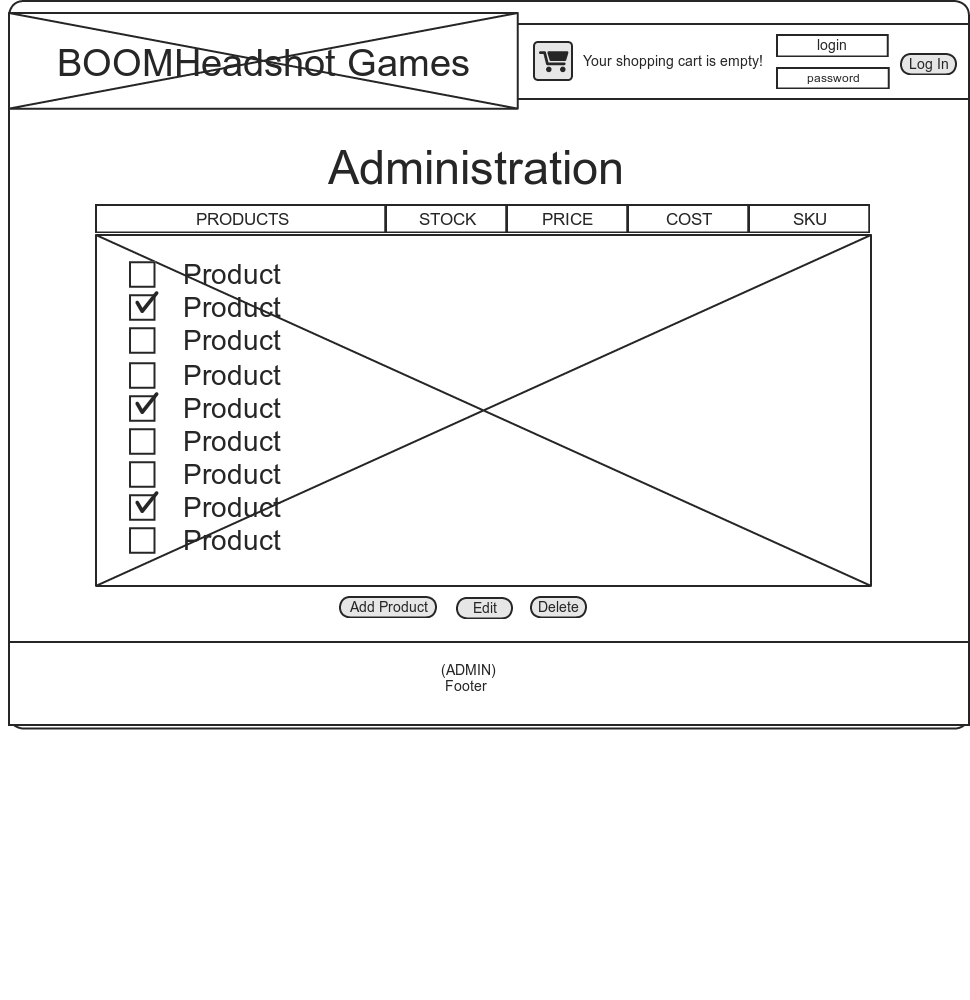 BOOMHeadshot Games
Your shopping cart is empty!
login
password
Log In
Administration
PRODUCTS STOCK PRICE COST SKU
Product
Product
Product
Product
Product
Product
Product
Product
Product
Add Product Edit Delete
(ADMIN)
Footer